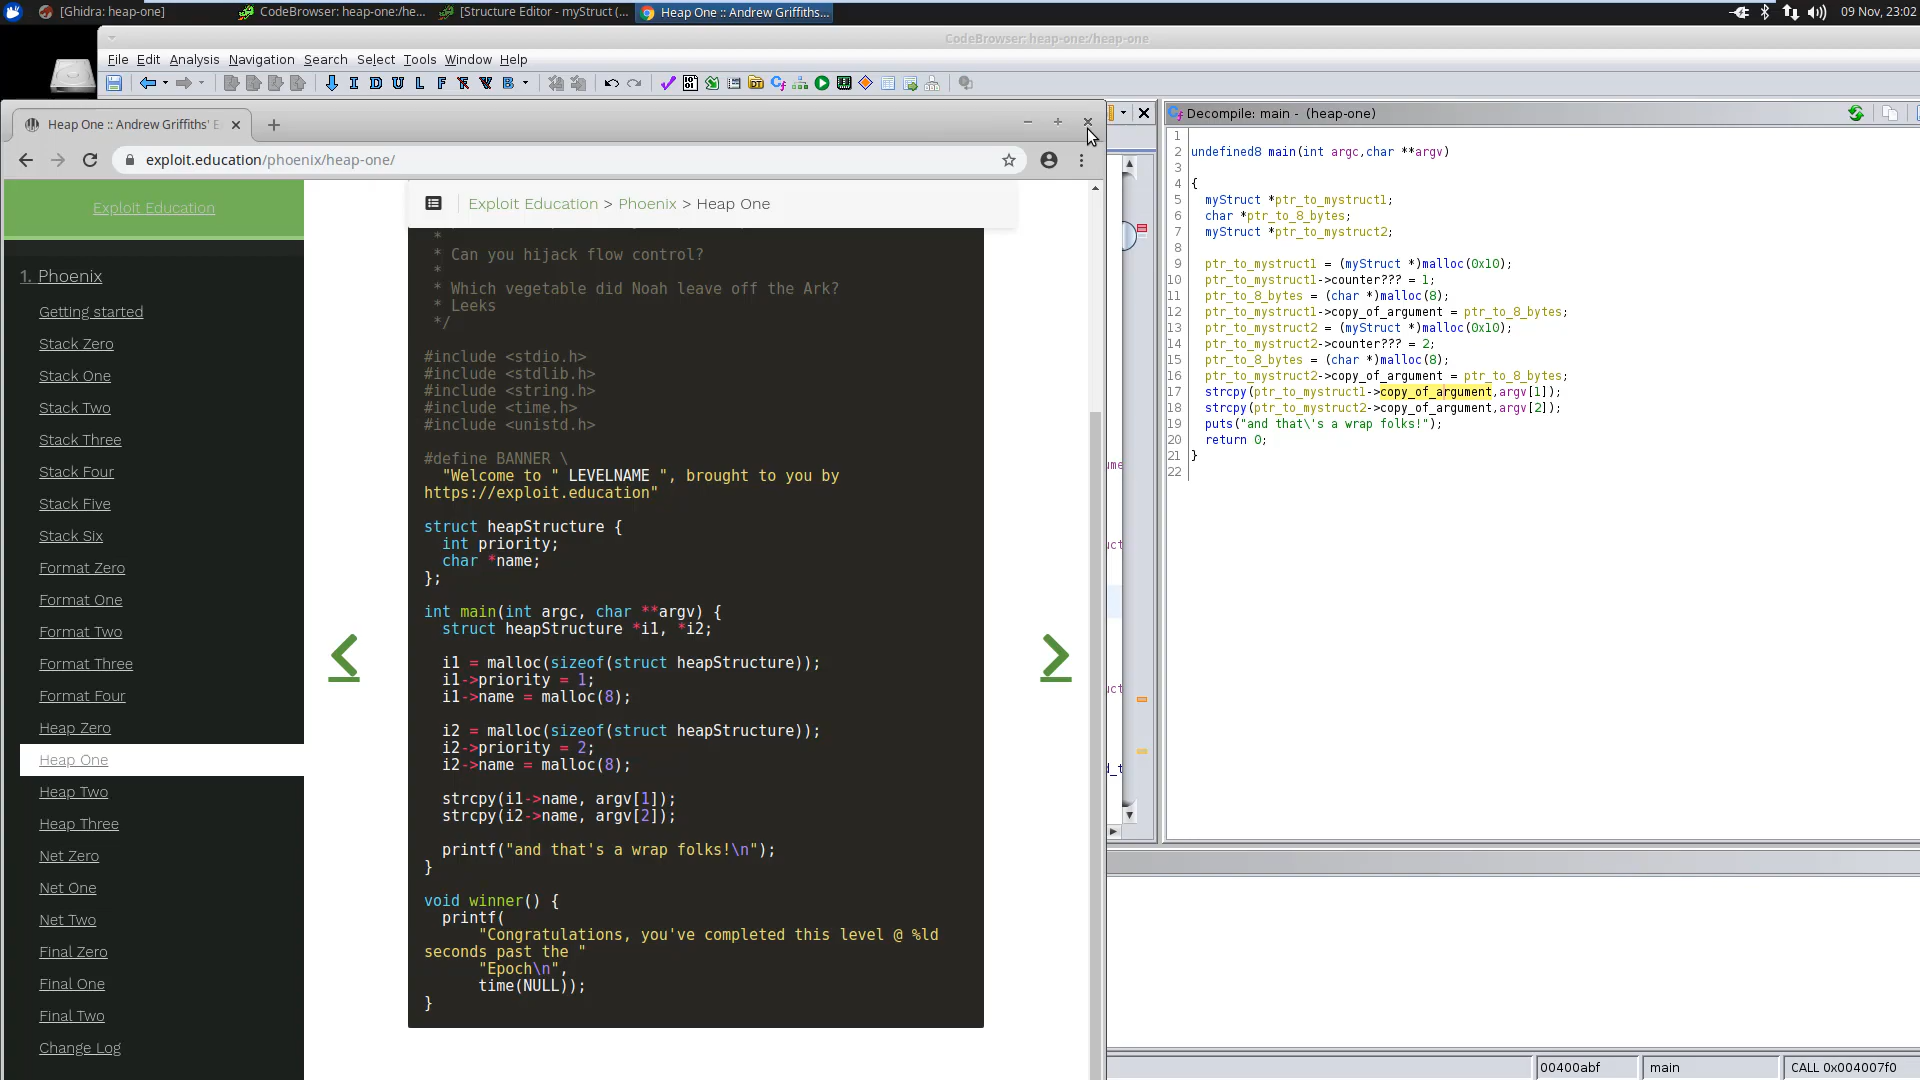 [Ghidra: heap-one]
CodeBrowser: heap-one:/he...
[Structure Editor - myStruct (...
Heap One :: Andrew Griffiths...
09 Nov, 23:02
CodeBrowser: heap-one:/heap-one
File Edit Analysis Navigation Search Select Tools Window Help
I D U L F B
Heap One :: Andrew Griffiths' E
exploit.education/phoenix/heap-one/
Exploit Education
1. Phoenix
Getting started
Stack Zero
Stack One
Stack Two
Stack Three
Stack Four
Stack Five
Stack Six
Format Zero
Format One
Format Two
Format Three
Format Four
Heap Zero
Heap One
Heap Two
Heap Three
Net Zero
Net One
Net Two
Final Zero
Final One
Final Two
Change Log
Exploit Education > Phoenix > Heap One
*
* Can you hijack flow control?
*
* Which vegetable did Noah leave off the Ark?
* Leeks
*/
#include <stdio.h>
#include <stdlib.h>
#include <string.h>
#include <time.h>
#include <unistd.h>
#define BANNER \
"Welcome to " LEVELNAME ", brought to you by
https://exploit.education"
struct heapStructure {
int priority;
char *name;
};
int main(int argc, char **argv) {
struct heapStructure *i1, *i2;
i1 = malloc(sizeof(struct heapStructure));
i1->priority = 1;
i1->name = malloc(8);
i2 = malloc(sizeof(struct heapStructure));
i2->priority = 2;
i2->name = malloc(8);
strcpy(i1->name, argv[1]);
strcpy(i2->name, argv[2]);
printf("and that's a wrap folks!\n");
}
void winner() {
printf(
"Congratulations, you've completed this level @ %ld
seconds past the "
"Epoch\n",
time(NULL));
}
Decompile: main - (heap-one)
1
2 undefined8 main(int argc,char **argv)
3
4 {
5 myStruct *ptr_to_mystruct1;
6 char *ptr_to_8_bytes;
7 myStruct *ptr_to_mystruct2;
8
9 ptr_to_mystruct1 = (myStruct *)malloc(0x10);
10 ptr_to_mystruct1->counter??? = 1;
11 ptr_to_8_bytes = (char *)malloc(8);
12 ptr_to_mystruct1->copy_of_argument = ptr_to_8_bytes;
13 ptr_to_mystruct2 = (myStruct *)malloc(0x10);
14 ptr_to_mystruct2->counter??? = 2;
15 ptr_to_8_bytes = (char *)malloc(8);
16 ptr_to_mystruct2->copy_of_argument = ptr_to_8_bytes;
17 strcpy(ptr_to_mystruct1->copy_of_argument,argv[1]);
18 strcpy(ptr_to_mystruct2->copy_of_argument,argv[2]);
19 puts("and that\'s a wrap folks!");
20 return 0;
21 }
22
00400abf
main
CALL 0x004007f0